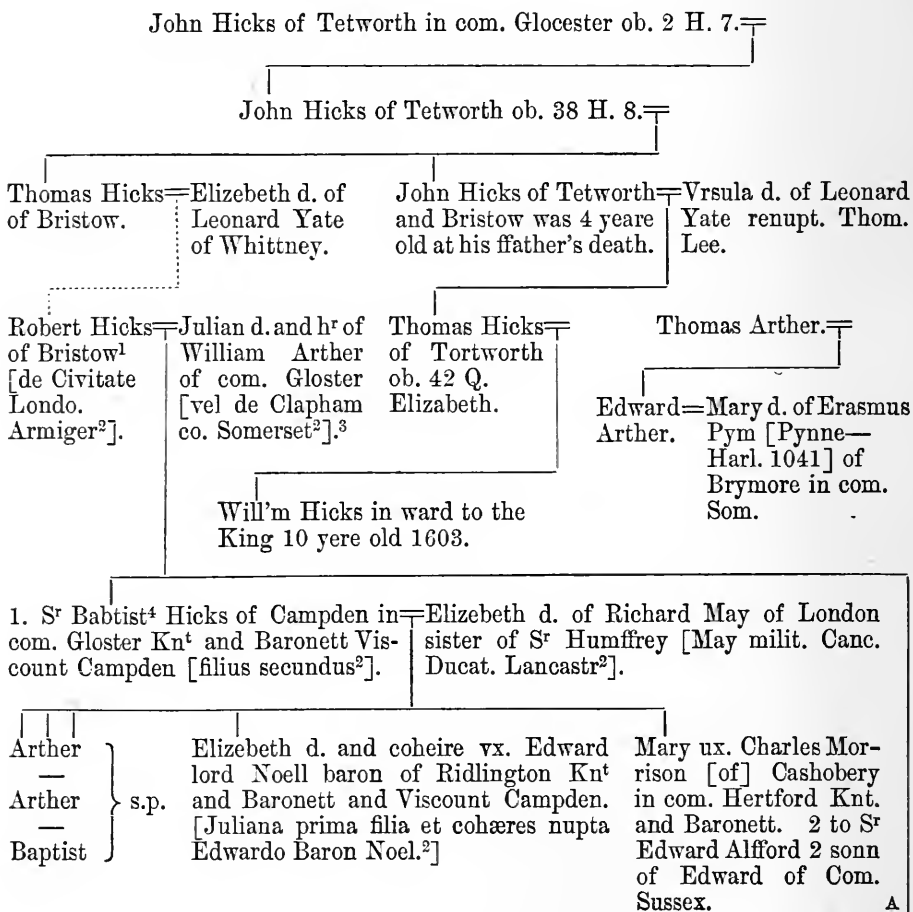 John Hicks of Tetworth in com. Glocester ob. 2 H. 7.
John Hicks of Tetworth ob. 38 H. 8.
Thomas Hicks
of Bristow.
Elizebeth d. of
Leonard Yate
of Whittney.
John Hicks of Tetworth
and Bristow was 4 yeare
old at his ffather's death.
Vrsula d. of Leonard
Yate renupt. Thom.
Lee.
Robert Hicks
of Bristow¹
[de Civitate
Londo.
Armiger²].
Julian d. and hʳ of
William Arther
of com. Gloster
[vel de Clapham
co. Somerset²].³
Thomas Hicks
of Tortworth
ob. 42 Q.
Elizabeth.
Thomas Arther.
Edward
Arther.
Mary d. of Erasmus
Pym [Pynne—
Harl. 1041] of
Brymore in com.
Som.
Will'm Hicks in ward to the
King 10 yere old 1603.
1. Sʳ Babtist⁴ Hicks of Campden in
com. Gloster Knᵗ and Baronett Vis-
count Campden [filius secundus²].
Elizebeth d. of Richard May of London
sister of Sʳ Humffrey [May milit. Canc.
Ducat. Lancastr²].
Arther
—
Arther
—
Baptist
s.p.
Elizebeth d. and coheire vx. Edward
lord Noell baron of Ridlington Knᵗ
and Baronett and Viscount Campden.
[Juliana prima filia et cohæres nupta
Edwardo Baron Noel.²]
Mary ux. Charles Mor-
rison [of] Cashobery
in com. Hertford Knt.
and Baronett. 2 to Sʳ
Edward Alfford 2 sonn
of Edward of Com.
Sussex.
A